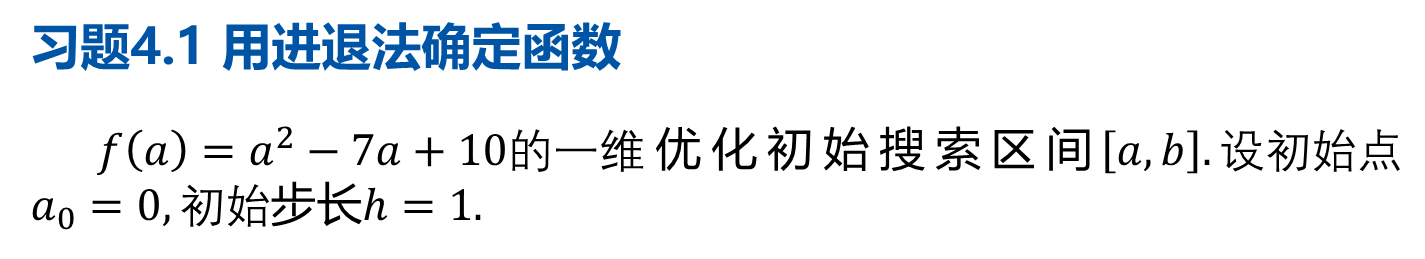 习题4.1 用进退法确定函数
f(a) = a² − 7a + 10的一维优化初始搜索区间[a, b]. 设初始点
a₀ = 0, 初始步长h = 1.